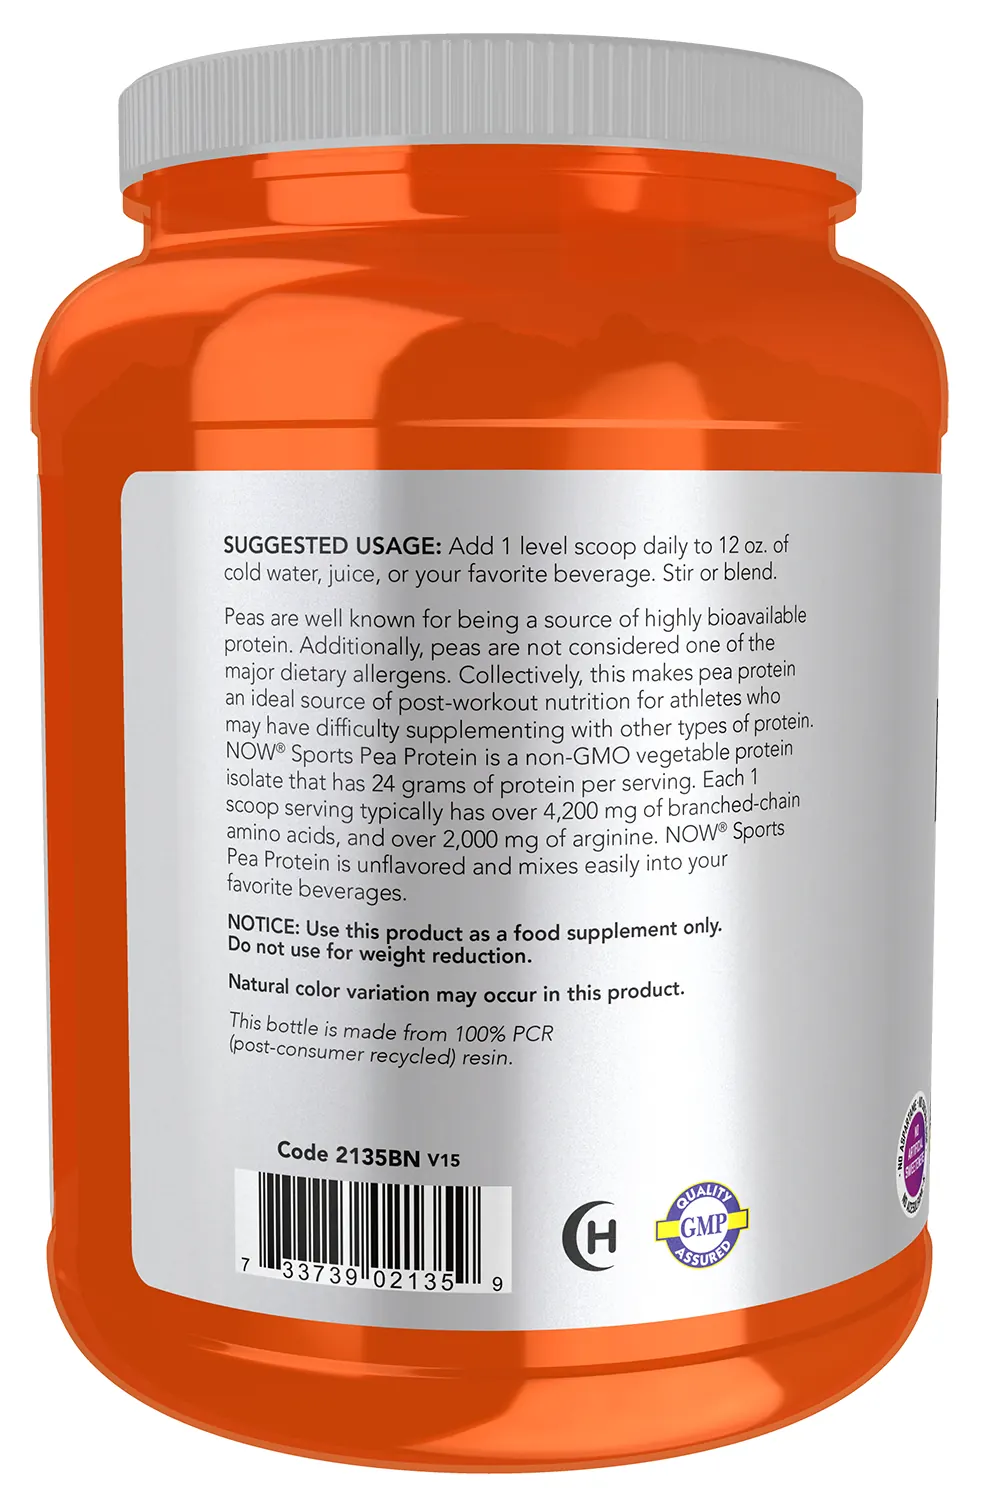 SUGGESTED USAGE: Add 1 level scoop daily to 12 oz. of
cold water, juice, or your favorite beverage. Stir or blend.
Peas are well known for being a source of highly bioavailable
protein. Additionally, peas are not considered one of the
major dietary allergens. Collectively, this makes pea protein
an ideal source of post-workout nutrition for athletes who
may have difficulty supplementing with other types of protein.
NOW® Sports Pea Protein is a non-GMO vegetable protein
isolate that has 24 grams of protein per serving. Each 1
scoop serving typically has over 4,200 mg of branched-chain
amino acids, and over 2,000 mg of arginine. NOW® Sports
Pea Protein is unflavored and mixes easily into your
favorite beverages.
NOTICE: Use this product as a food supplement only.
Do not use for weight reduction.
Natural color variation may occur in this product.
This bottle is made from 100% PCR
(post-consumer recycled) resin.
Code 2135BN V15
7 33739 02135 9
CH
QUALITY
GMP
ASSURED
NO ASPARTAME
NO
ARTIFICIAL
SWEETENERS